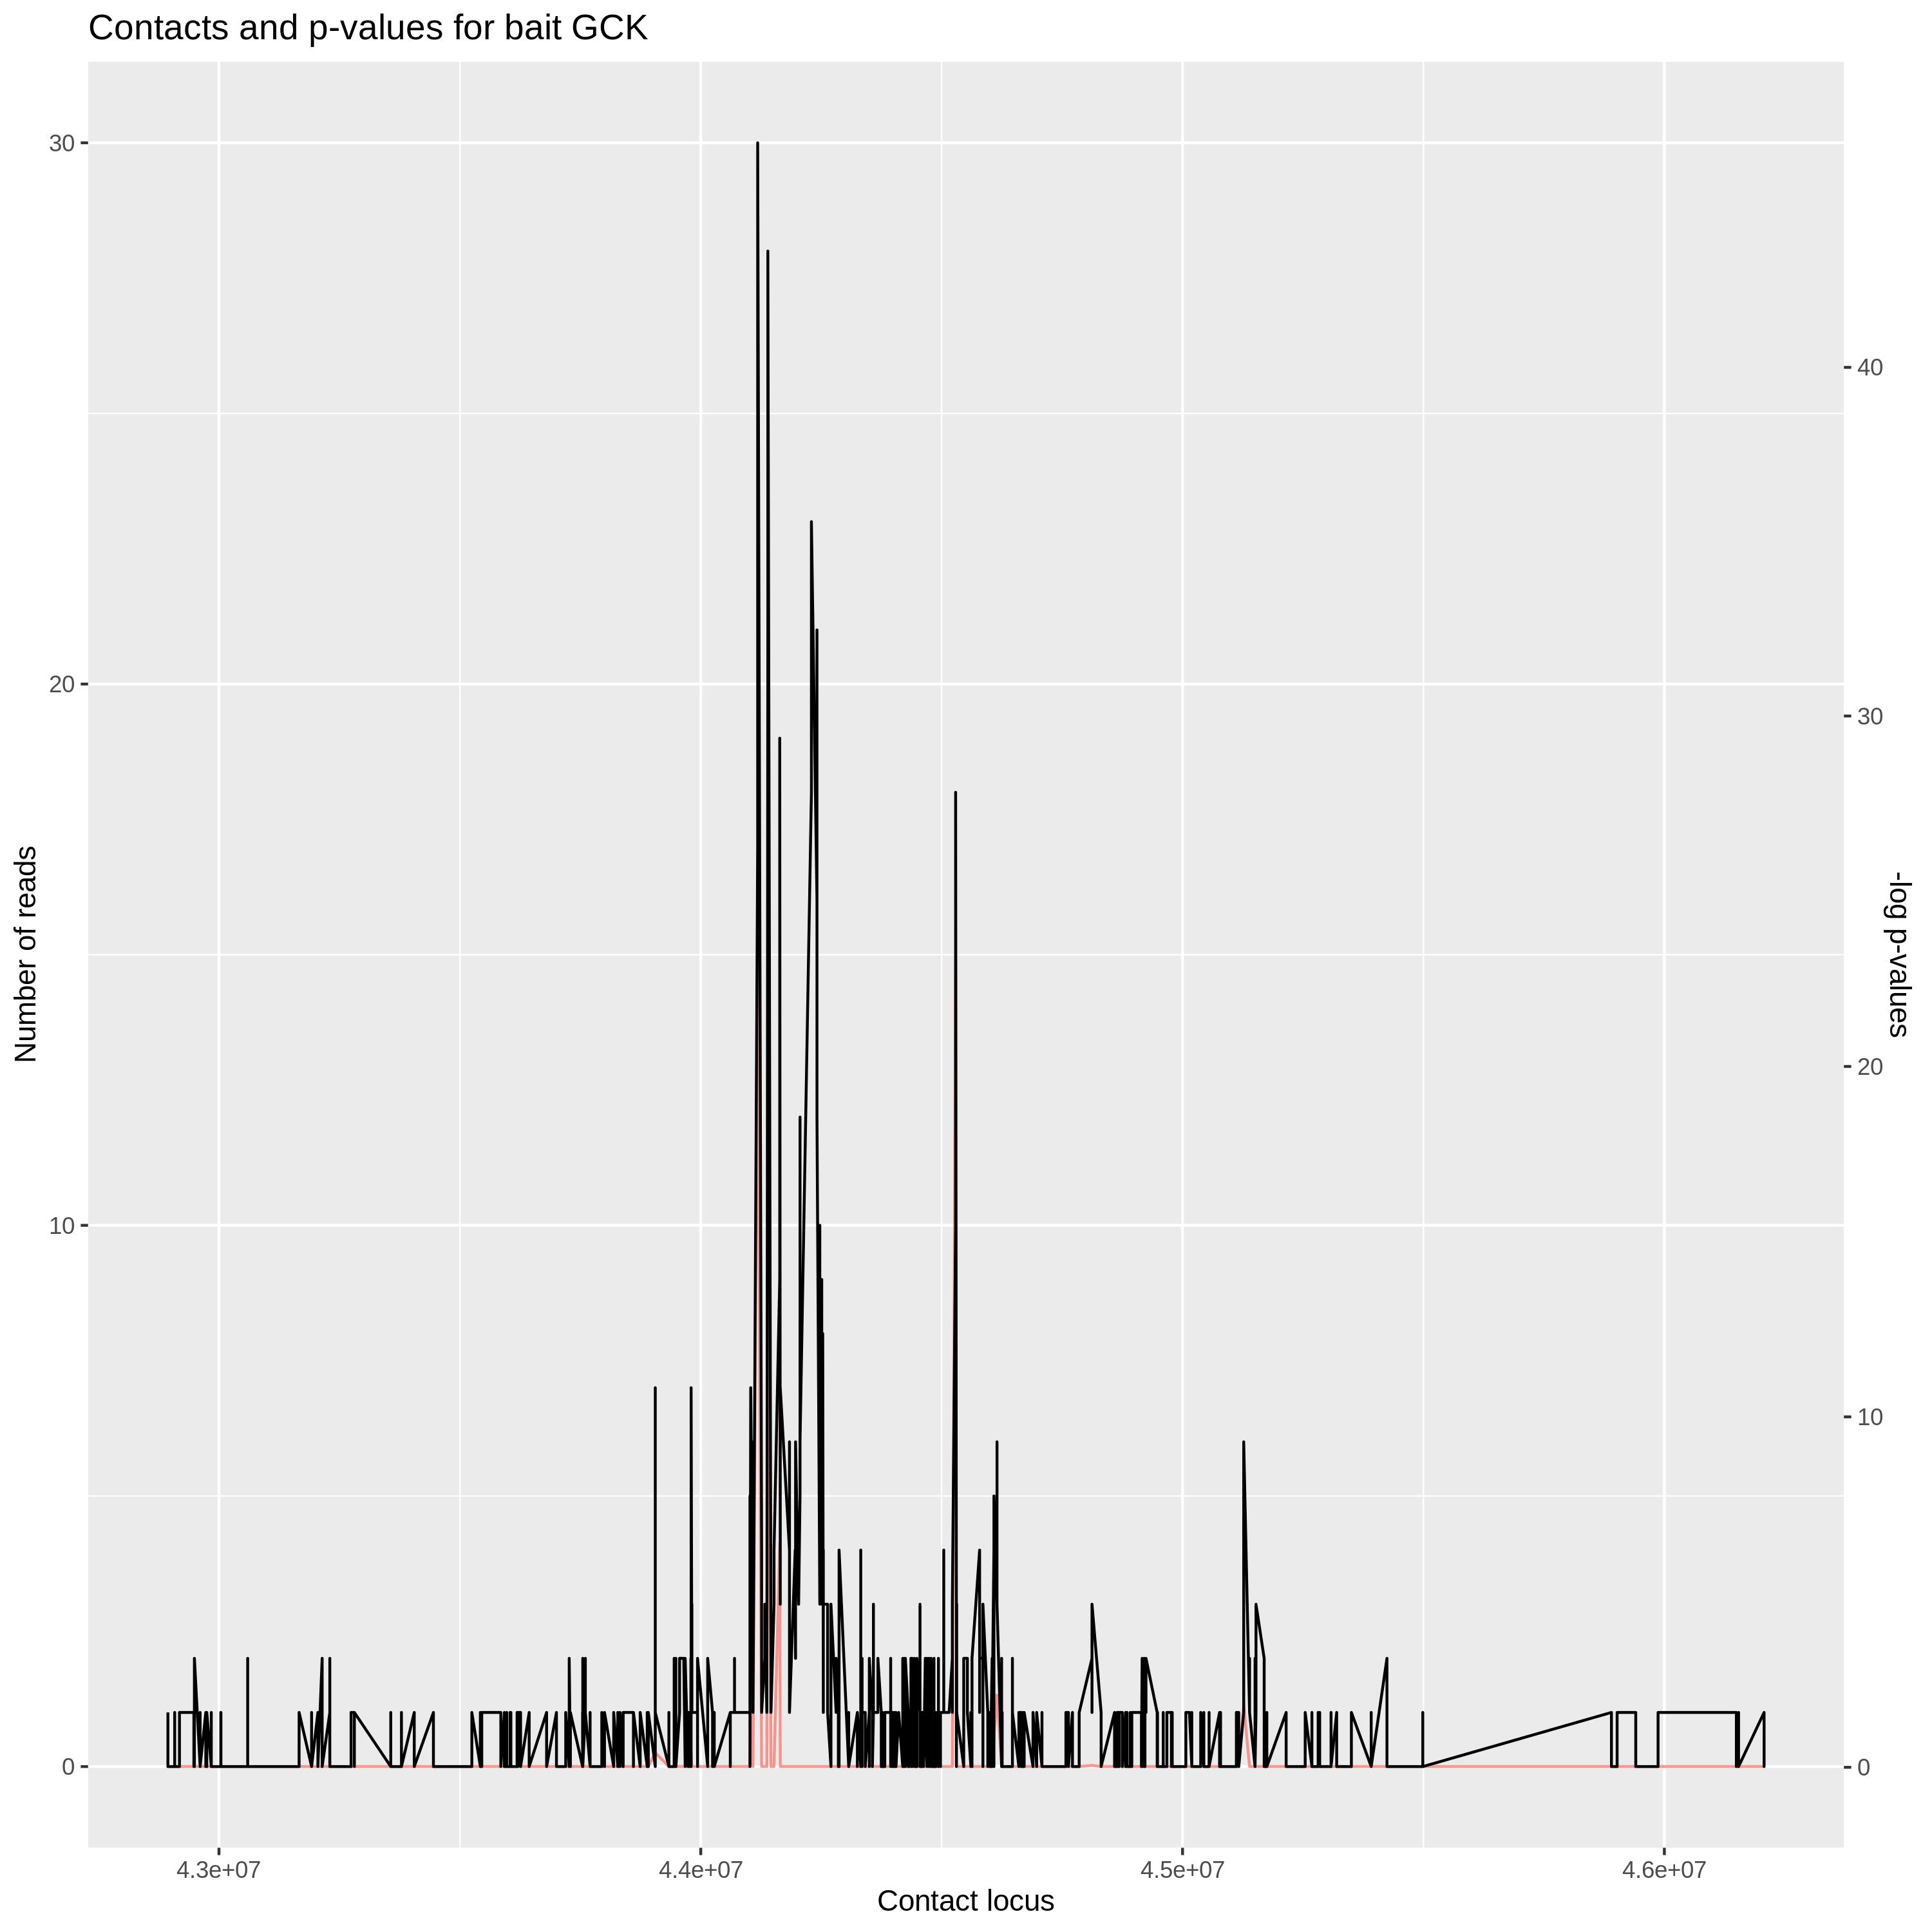 Contacts and p-values for bait GCK
30
20
10
0
Number of reads
40
30
20
10
0
-log p-values
4.3e+07
4.4e+07
4.5e+07
4.6e+07
Contact locus